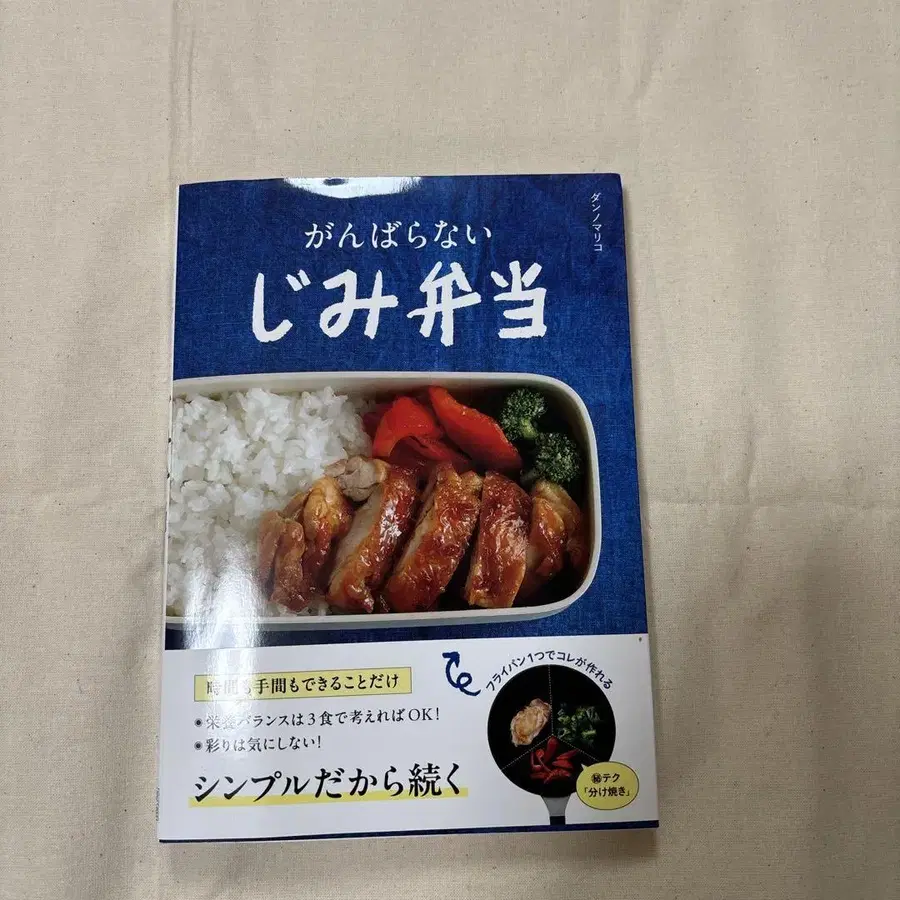 ダンノマリコ
がんばらない
じみ弁当
時間も手間もできることだけ
●栄養バランスは3食で考えればOK!
●彩りは気にしない!
シンプルだから続く
フライパン1つでコレが作れる
㊙テク
「分け焼き」